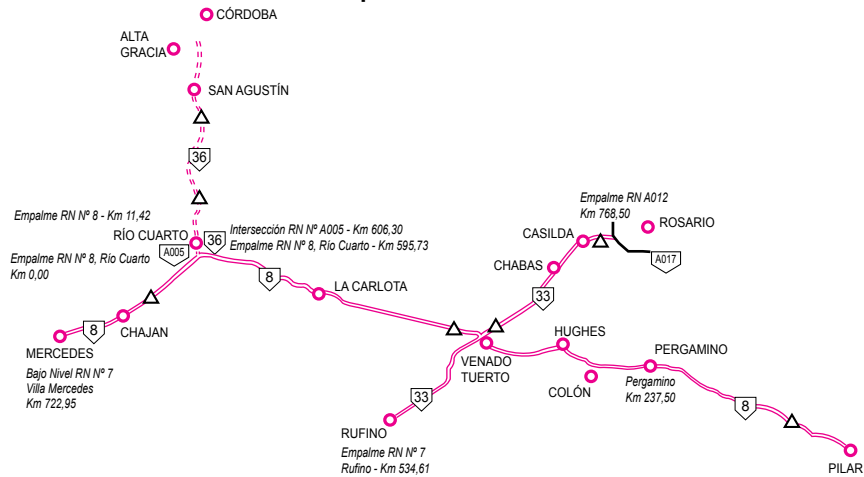 CÓRDOBA
ALTA
GRACIA
SAN AGUSTÍN
36
Empalme RN Nº 8 - Km 11,42
RÍO CUARTO
36
Intersección RN Nº A005 - Km 606,30
Empalme RN Nº 8, Río Cuarto - Km 595,73
A005
Empalme RN Nº 8, Río Cuarto
Km 0,00
Empalme RN A012
Km 768,50
ROSARIO
CASILDA
A017
CHABAS
8
LA CARLOTA
33
8
CHAJAN
MERCEDES
Bajo Nivel RN Nº 7
Villa Mercedes
Km 722,95
HUGHES
VENADO
TUERTO
COLÓN
PERGAMINO
Pergamino
Km 237,50
33
8
RUFINO
Empalme RN Nº 7
Rufino - Km 534,61
PILAR